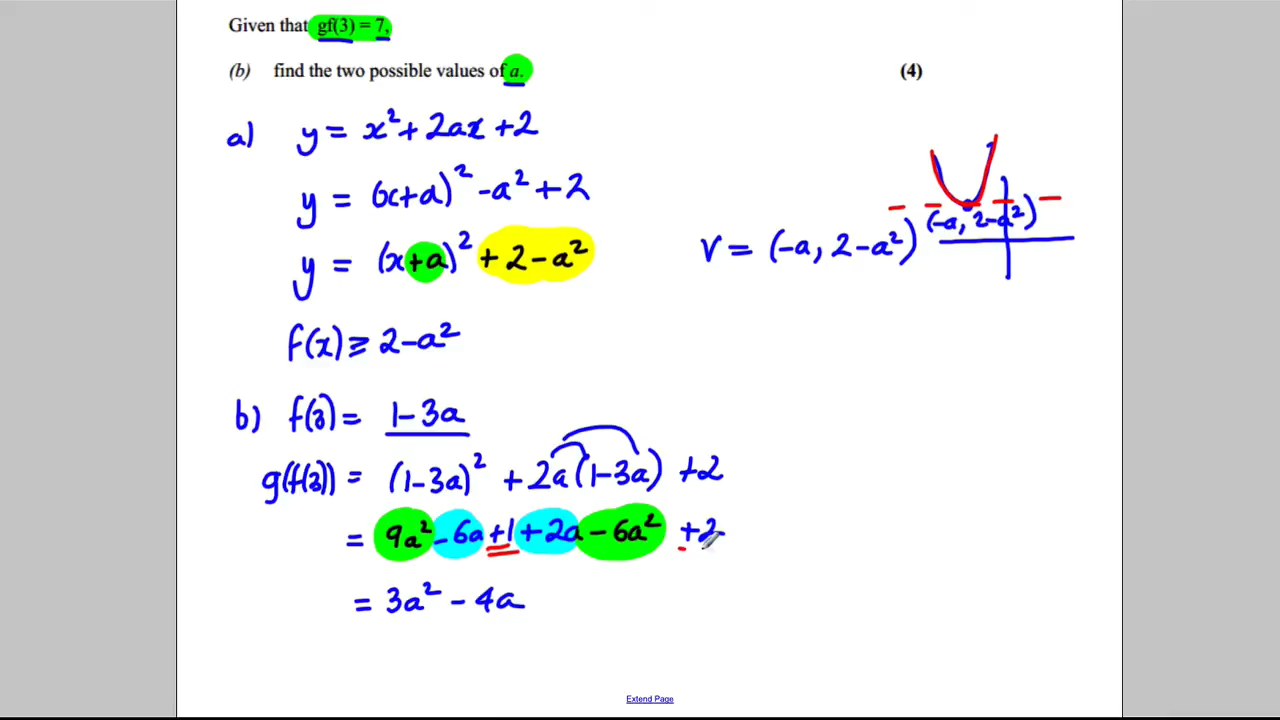 Given that gf(3) = 7,
(b) find the two possible values of a. (4)
a) y = x² + 2ax + 2
y = (x+a)² - a² + 2
y = (x+a)² + 2 - a²
(-a, 2-a²)
V = (-a, 2-a²)
f(x) ≥ 2-a²
b) f(3) = 1-3a
g(f(3)) = (1-3a)² + 2a(1-3a) + 2
= 9a² - 6a + 1 + 2a - 6a² + 2
= 3a² - 4a
Extend Page